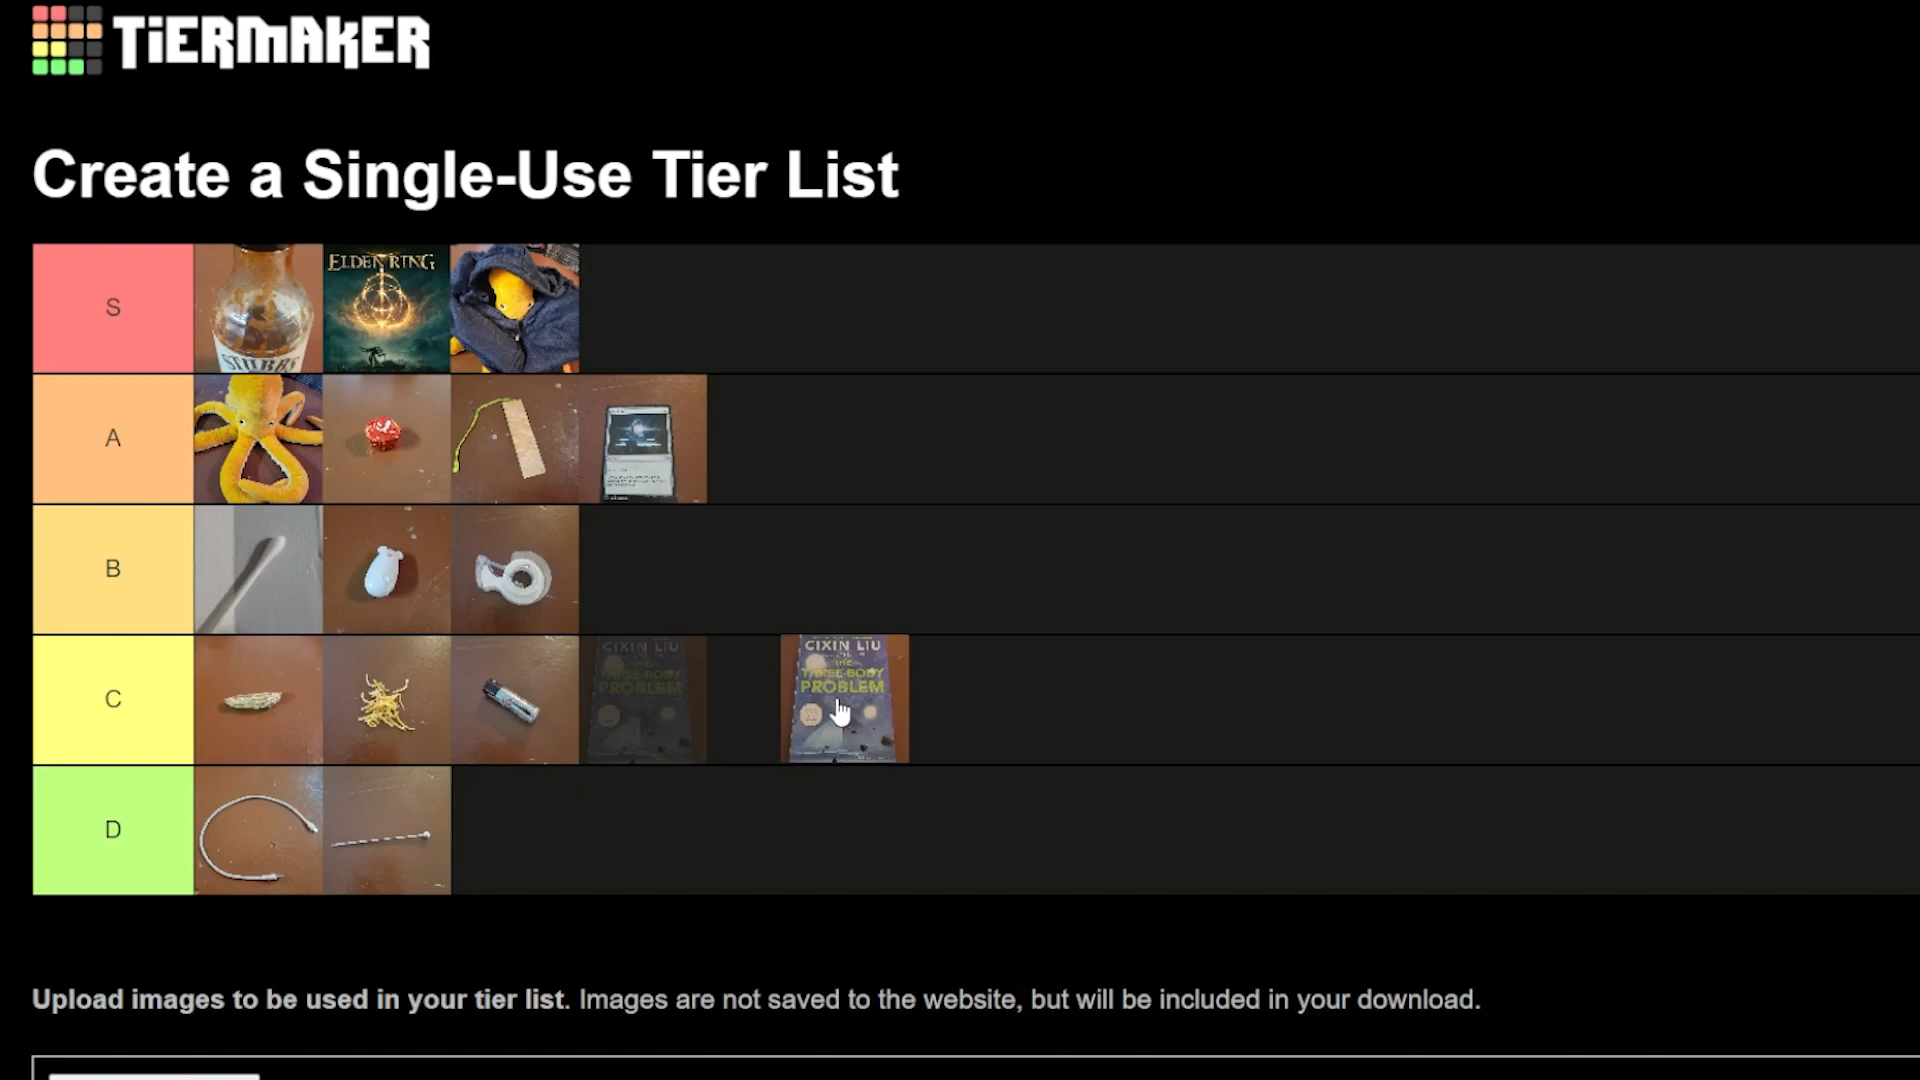 TiERMAKER
Create a Single-Use Tier List
S
ELDEN RING
STUBBS
A
B
C
CIXIN LIU
THE
THREE-BODY
PROBLEM
CIXIN LIU
THE
THREE-BODY
PROBLEM
D
Upload images to be used in your tier list. Images are not saved to the website, but will be included in your download.